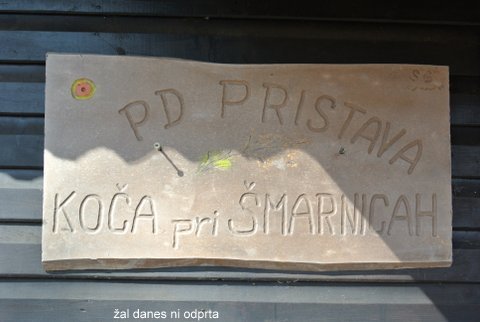 PD PRISTAVA
KOČA pri ŠMARNICAH
žal danes ni odprta